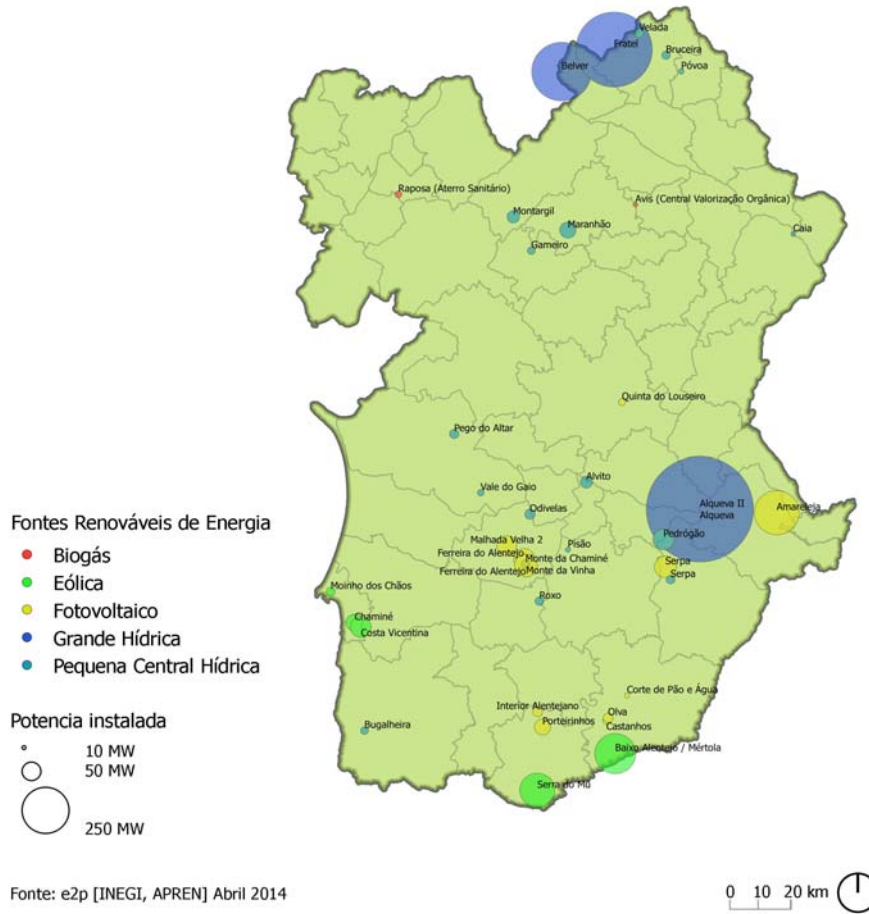 Velada
Fratel
Bruceira
Belver
Póvoa
Raposa (Aterro Sanitário)
Avis (Central Valorização Orgânica)
Montargil
Maranhão
Caia
Gameiro
Quinta do Louseiro
Pego do Altar
Alvito
Vale do Gaio
Alqueva II
Amareleja
Alqueva
Odivelas
Pedrógão
Malhada Velha 2
Pisão
Ferreira do Alentejo
Monte da Chaminé
Serpa
Ferreira do Alentejo
Monte da Vinha
Serpa
Moinho dos Chãos
Roxo
Chaminé
Costa Vicentina
Corte de Pão e Água
Interior Alentejano
Olva
Porteirinhos
Castanhos
Bugalheira
Baixo Alentejo / Mértola
Serra do Mú
Fontes Renováveis de Energia
Biogás
Eólica
Fotovoltaico
Grande Hídrica
Pequena Central Hídrica
Potencia instalada
10 MW
50 MW
250 MW
Fonte: e2p [INEGI, APREN] Abril 2014
0 10 20 km